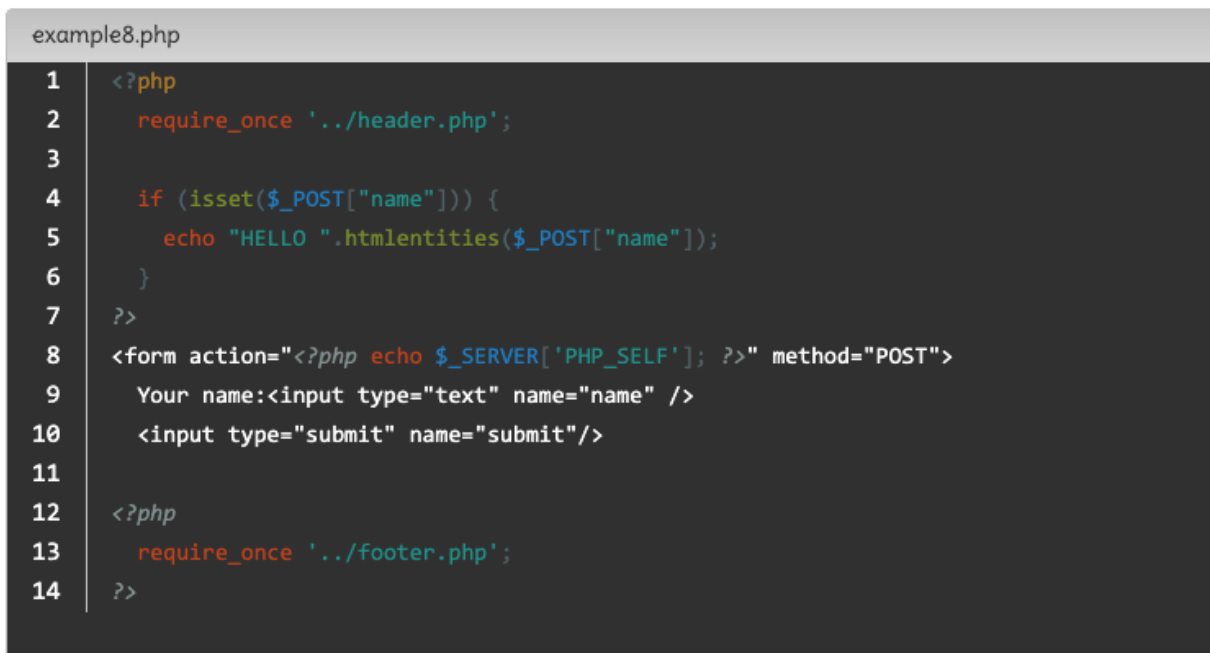 example8.php
1 <?php
2 require_once '../header.php';
3
4 if (isset($_POST["name"])) {
5 echo "HELLO ".htmlentities($_POST["name"]);
6 }
7 ?>
8 <form action="<?php echo $_SERVER['PHP_SELF']; ?>" method="POST">
9 Your name:<input type="text" name="name" />
10 <input type="submit" name="submit"/>
11
12 <?php
13 require_once '../footer.php';
14 ?>